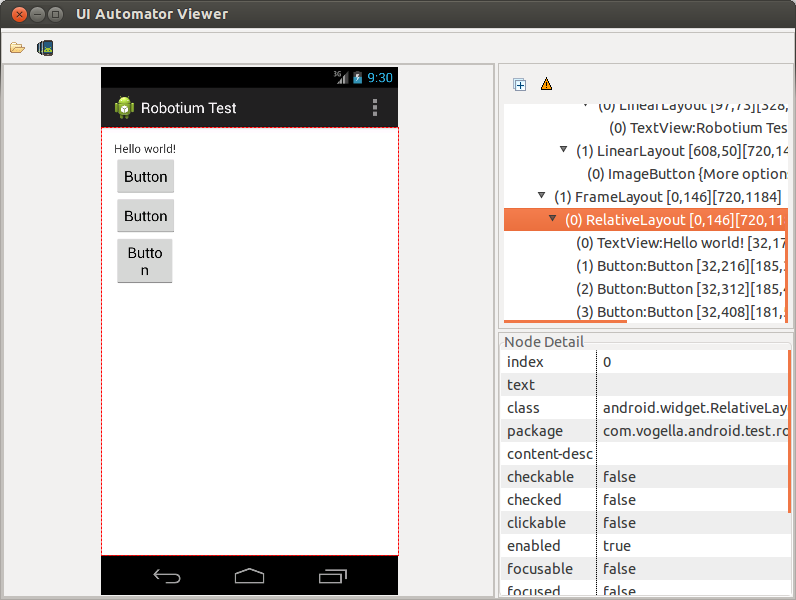 UI Automator Viewer
3G 9:30
Robotium Test
Hello world!
Button
Button
Butto
n
(0) LinearLayout [97,73][328,
(0) TextView:Robotium Tes
(1) LinearLayout [608,50][720,14
(0) ImageButton {More option
(1) FrameLayout [0,146][720,1184]
(0) RelativeLayout [0,146][720,11
(0) TextView:Hello world! [32,17
(1) Button:Button [32,216][185,
(2) Button:Button [32,312][185,
(3) Button:Button [32,408][181,
Node Detail
index 0
text
class android.widget.RelativeLay
package com.vogella.android.test.ro
content-desc
checkable false
checked false
clickable false
enabled true
focusable false
focused false